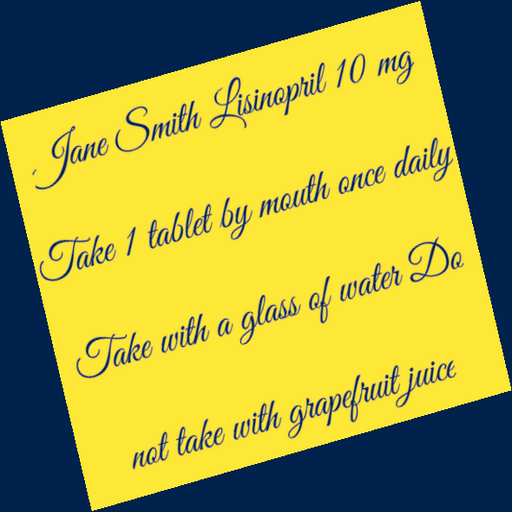 Jane Smith Lisinopril 10 mg
Take 1 tablet by mouth once daily
Take with a glass of water Do
not take with grapefruit juice